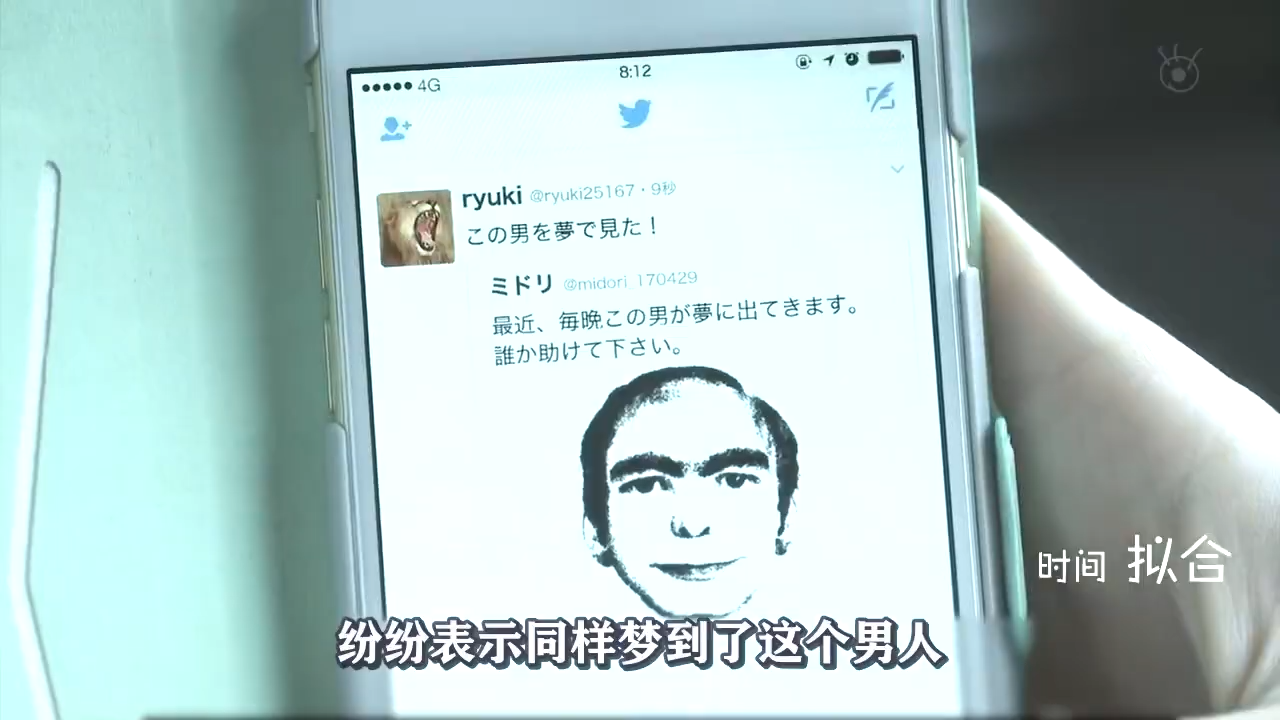 4G
8:12
ryuki @ryuki25167・9秒
この男を夢で見た！
ミドリ @midori_170429
最近、毎晩この男が夢に出てきます。
誰か助けて下さい。
时间 拟合
纷纷表示同样梦到了这个男人